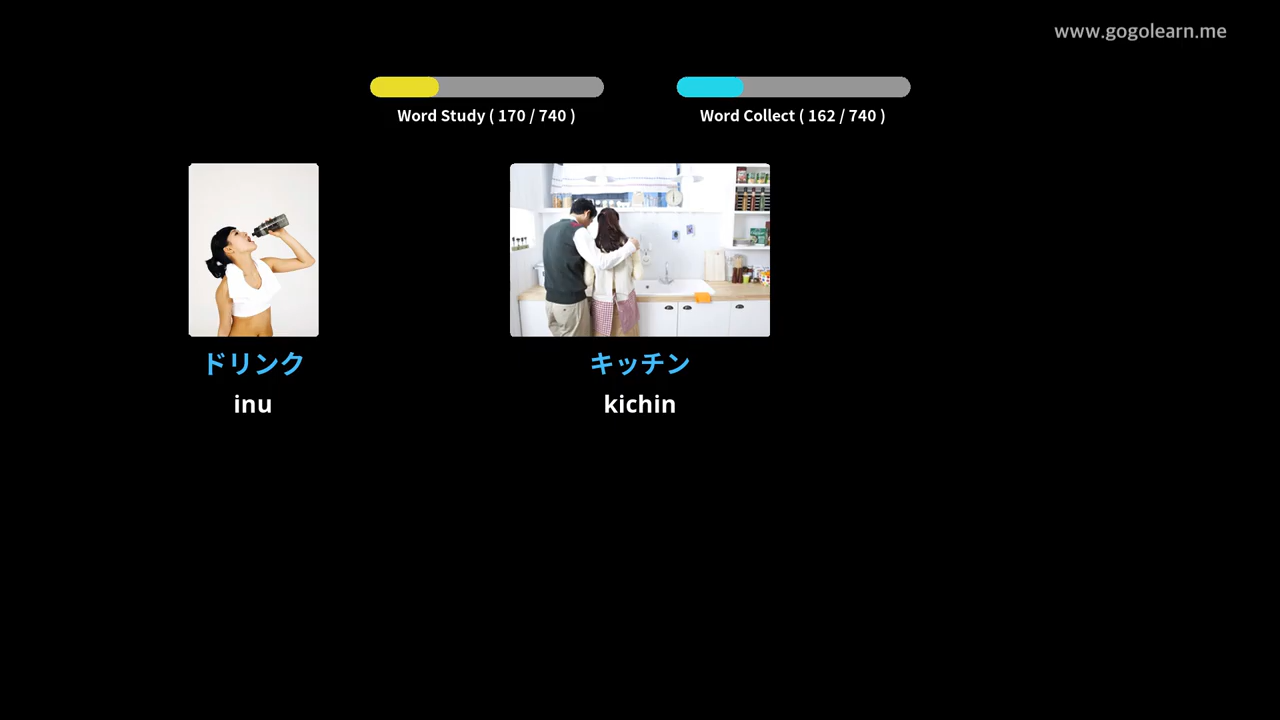 www.gogolearn.me
Word Study ( 170 / 740 )
Word Collect ( 162 / 740 )
ドリンク
inu
キッチン
kichin